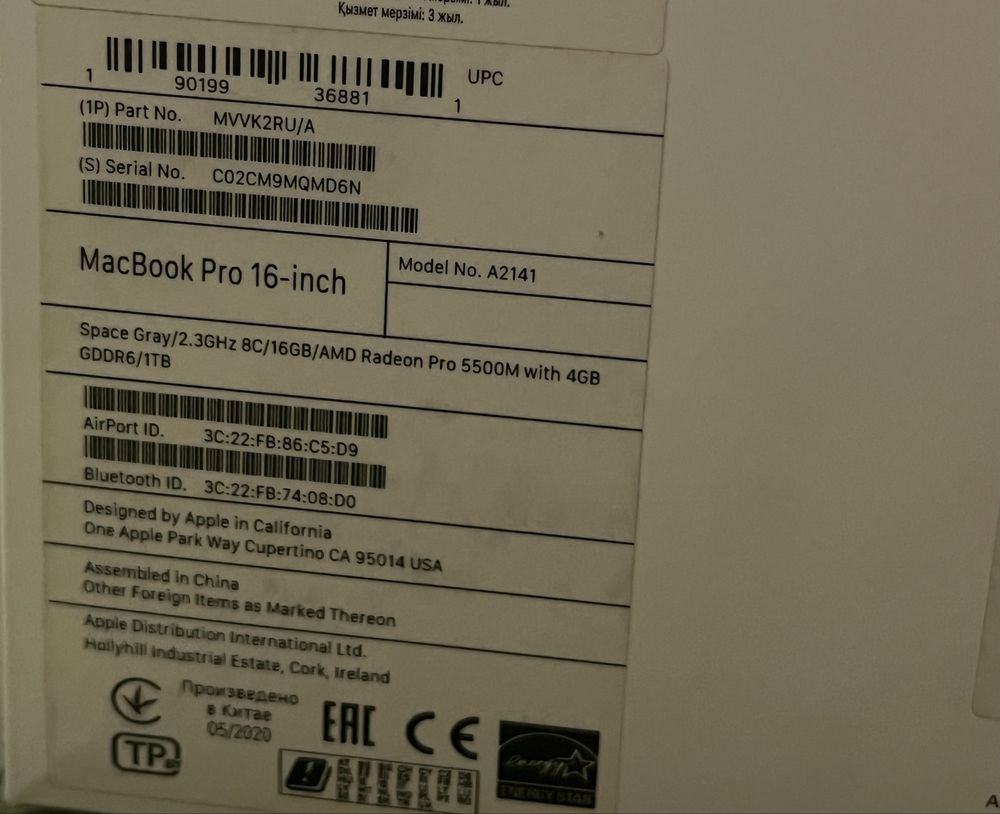 Қызмет мерзімі: 3 жыл.
UPC
1 90199 36881 1
(1P) Part No. MVVK2RU/A
(S) Serial No. C02CM9MQMD6N
MacBook Pro 16-inch
Model No. A2141
Space Gray/2.3GHz 8C/16GB/AMD Radeon Pro 5500M with 4GB
GDDR6/1TB
AirPort ID. 3C:22:FB:86:C5:D9
Bluetooth ID. 3C:22:FB:74:08:D0
Designed by Apple in California
One Apple Park Way Cupertino CA 95014 USA
Assembled in China
Other Foreign Items as Marked Thereon
Apple Distribution International Ltd.
Hollyhill Industrial Estate, Cork, Ireland
Произведено
в Китае
05/2020
TP
EAC
CE
energy
ENERGY STAR